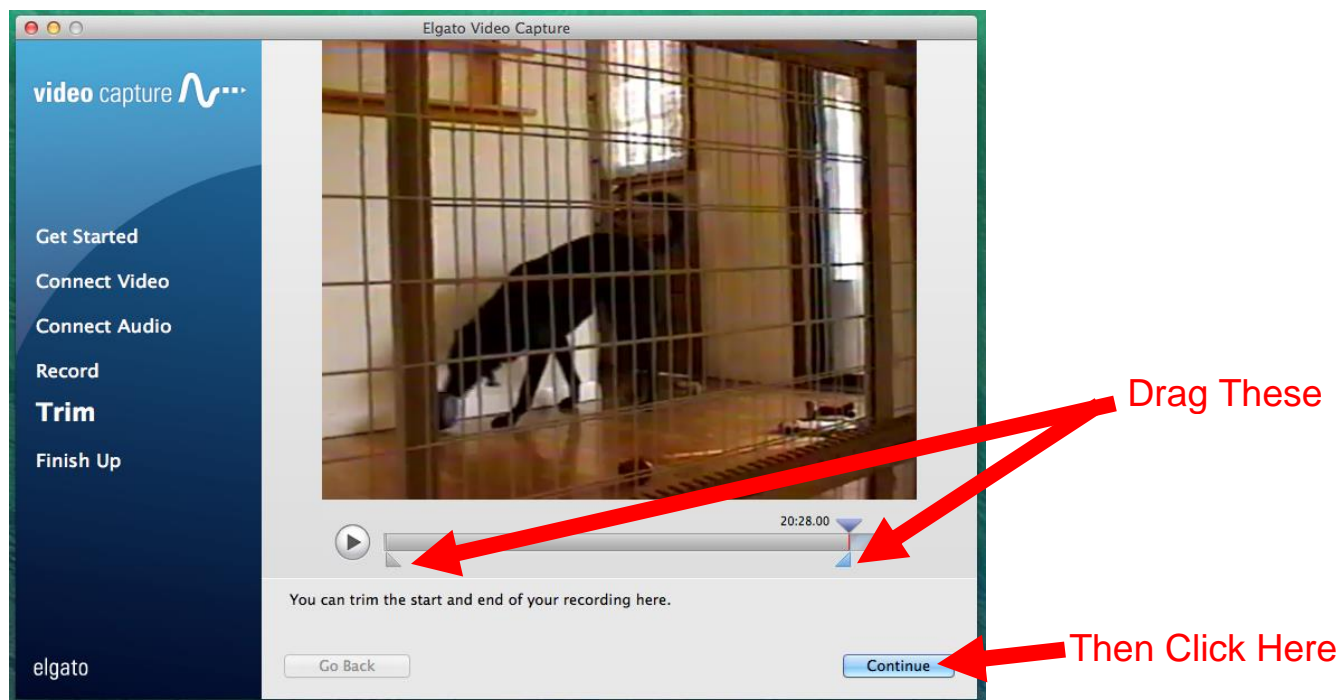 Elgato Video Capture
video capture
Get Started
Connect Video
Connect Audio
Record
Trim
Finish Up
elgato
20:28.00
You can trim the start and end of your recording here.
Go Back
Continue
Drag These
Then Click Here